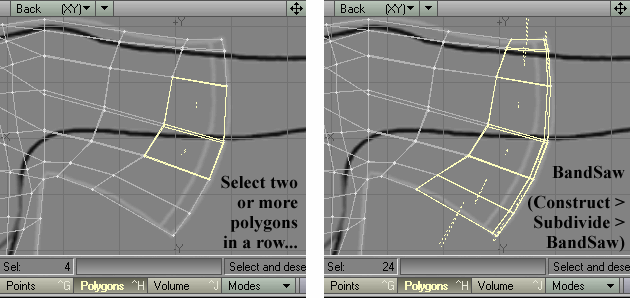 Back (XY)
+Y
Select two
or more
polygons
in a row...
-Y
Sel: 4 Select and dese
Points ^G Polygons ^H Volume ^J Modes
Back (XY)
+Y
BandSaw
(Construct >
Subdivide >
BandSaw)
-Y
Sel: 24 Select and dese
Points ^G Polygons ^H Volume ^J Modes